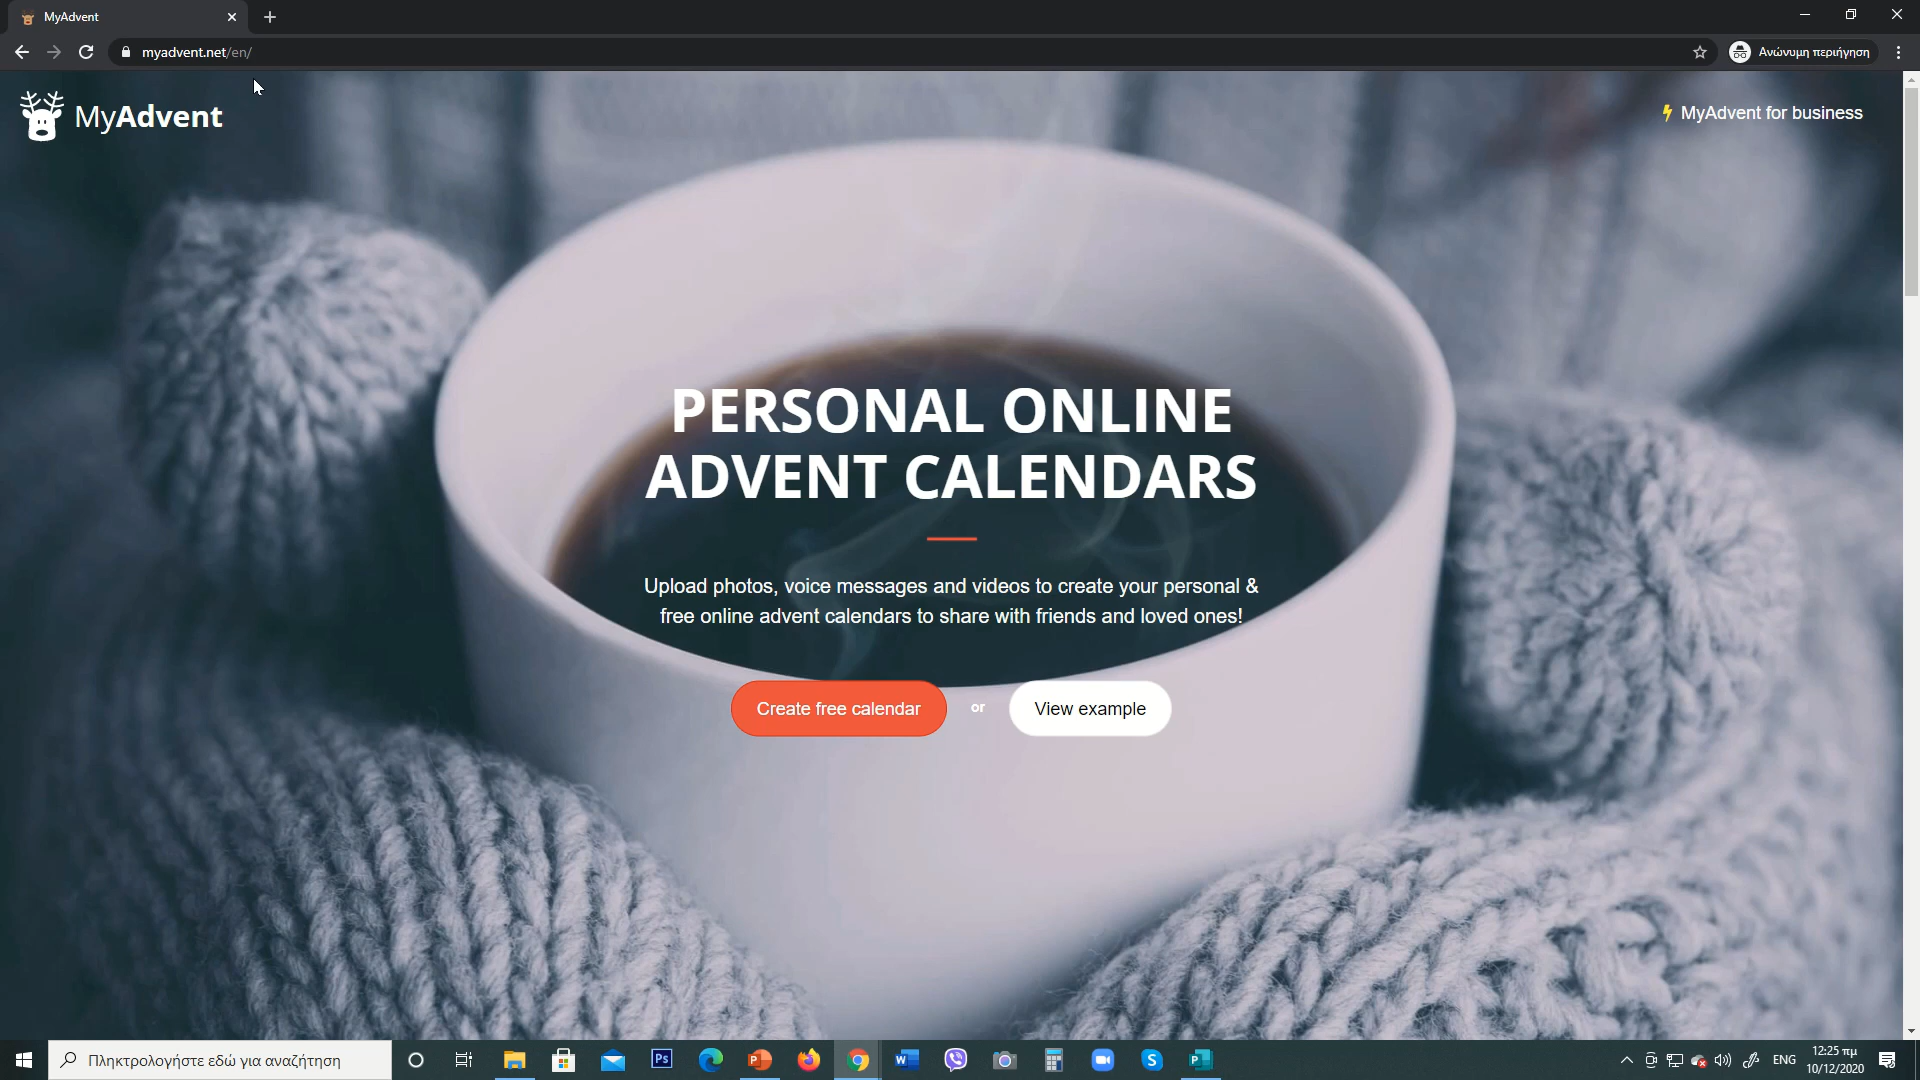 MyAdvent
myadvent.net/en/
Ανώνυμη περιήγηση
MyAdvent
MyAdvent for business
PERSONAL ONLINE
ADVENT CALENDARS
Upload photos, voice messages and videos to create your personal &
free online advent calendars to share with friends and loved ones!
Create free calendar
or
View example
Πληκτρολογήστε εδώ για αναζήτηση
Ps
P
W
S
P
ENG
12:25 πμ
10/12/2020